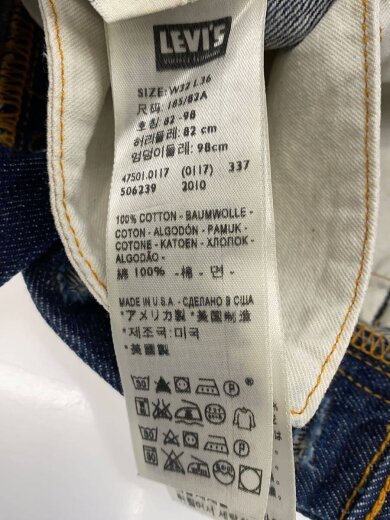 LEVI'S
VINTAGE CLOTHING
SIZE: W32 L36
尺码: 185/82A
호칭: 82-98
허리둘레: 82 cm
엉덩이둘레: 98cm
47501.0117 (0117) 337
506239 2010
100% COTTON - BAUMWOLLE -
COTON - ALGODÓN - PAMUK -
COTONE - KATOEN - ХЛОПОК -
ALGODÃO -
綿 100% - 棉 - 면 -
MADE IN U.S.A - СДЕЛАНО В США
*アメリカ製 *美國制造
*제조국: 미국
*美國製